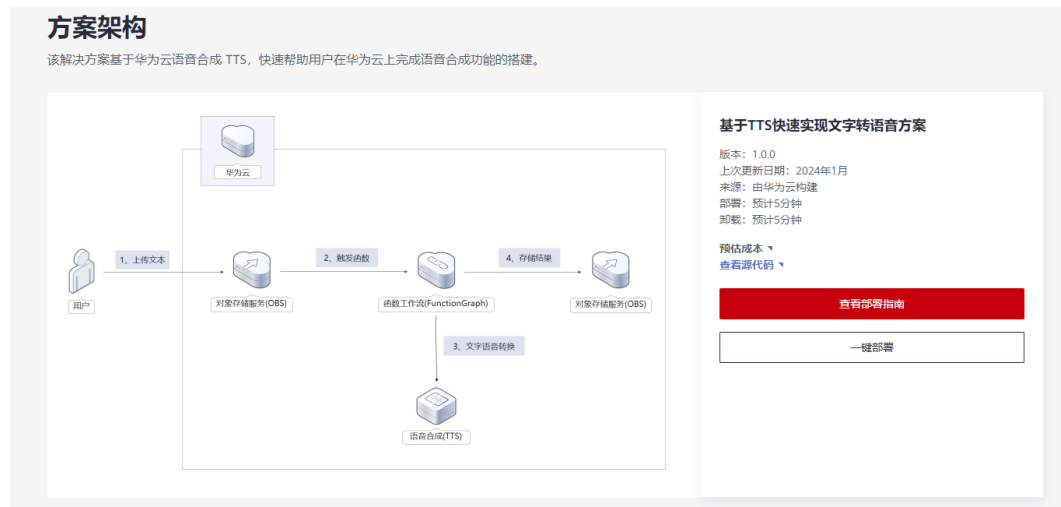 方案架构
该解决方案基于华为云语音合成 TTS，快速帮助用户在华为云上完成语音合成功能的搭建。
华为云
1、上传文本
2、触发函数
4、存储结果
用户
对象存储服务(OBS)
函数工作流(FunctionGraph)
对象存储服务(OBS)
3、文字语音转换
语音合成(TTS)
基于TTS快速实现文字转语音方案
版本：1.0.0
上次更新日期：2024年1月
来源：由华为云构建
部署：预计5分钟
卸载：预计5分钟
预估成本
查看源代码
查看部署指南
一键部署